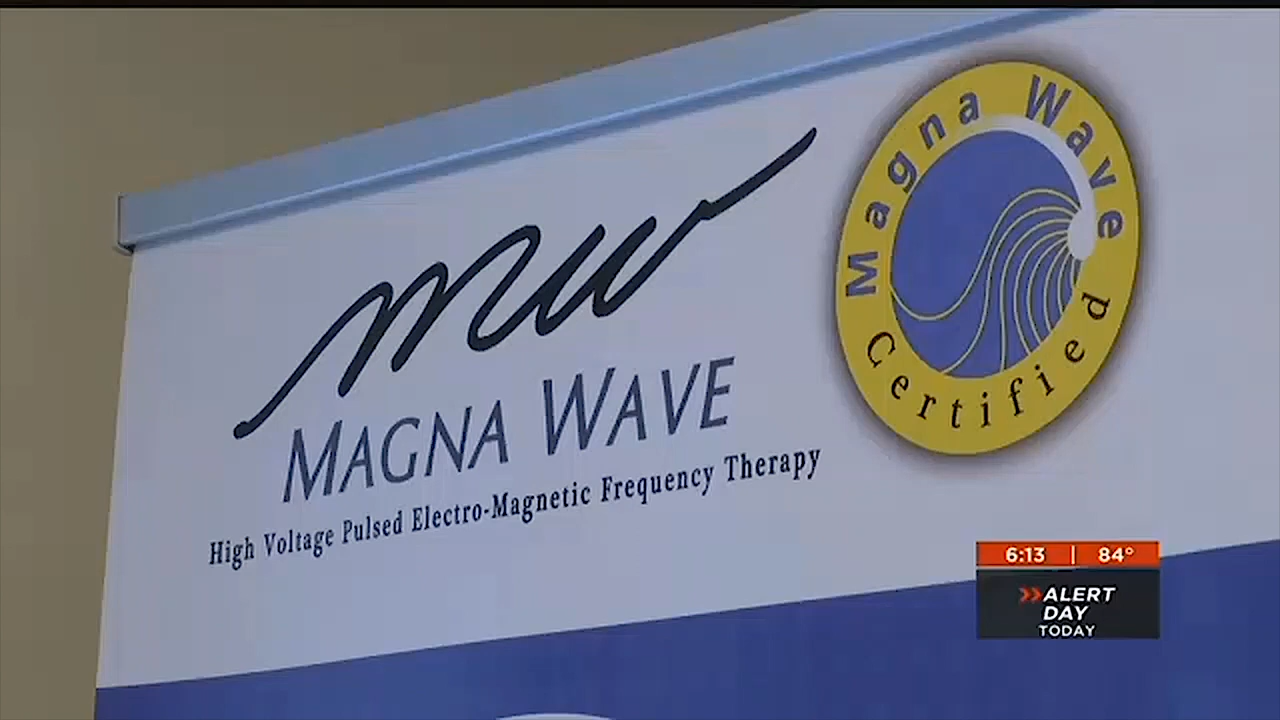 mw
MAGNA WAVE
High Voltage Pulsed Electro-Magnetic Frequency Therapy
Magna Wave
Certified
6:13 | 84°
»ALERT
DAY
TODAY